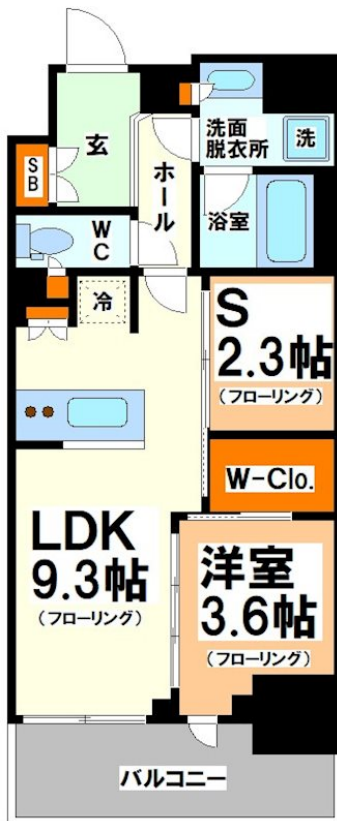 玄
洗面
脱衣所
洗
SB
ホール
浴室
WC
冷
S
2.3帖
(フローリング)
W-Clo.
LDK
9.3帖
(フローリング)
洋室
3.6帖
(フローリング)
バルコニー